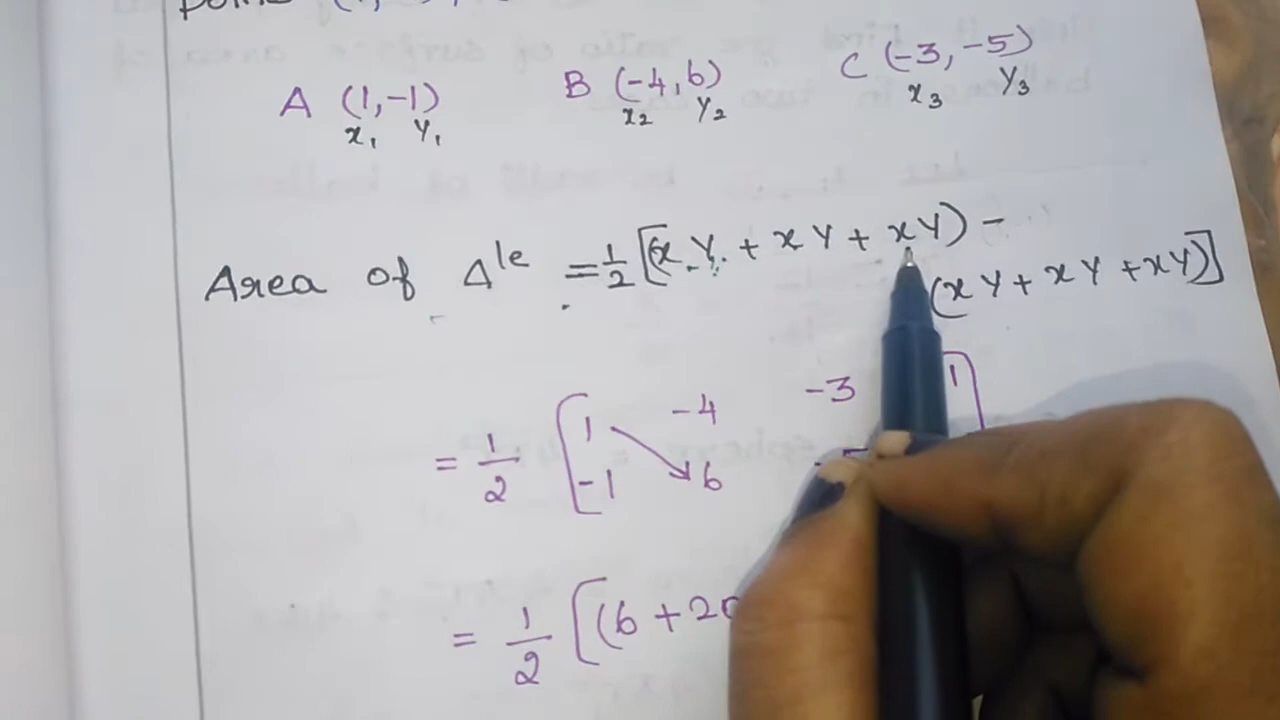 A (1,-1) B (-4,6) C (-3,-5)
x₁ y₁ x₂ y₂ x₃ y₃
Area of Δle = 1/2 [(x y + x y + x y) -
(x y + x y + x y)]
= 1/2 [ 1 -4 -3 1
-1 6
= 1/2 [(6 + 20